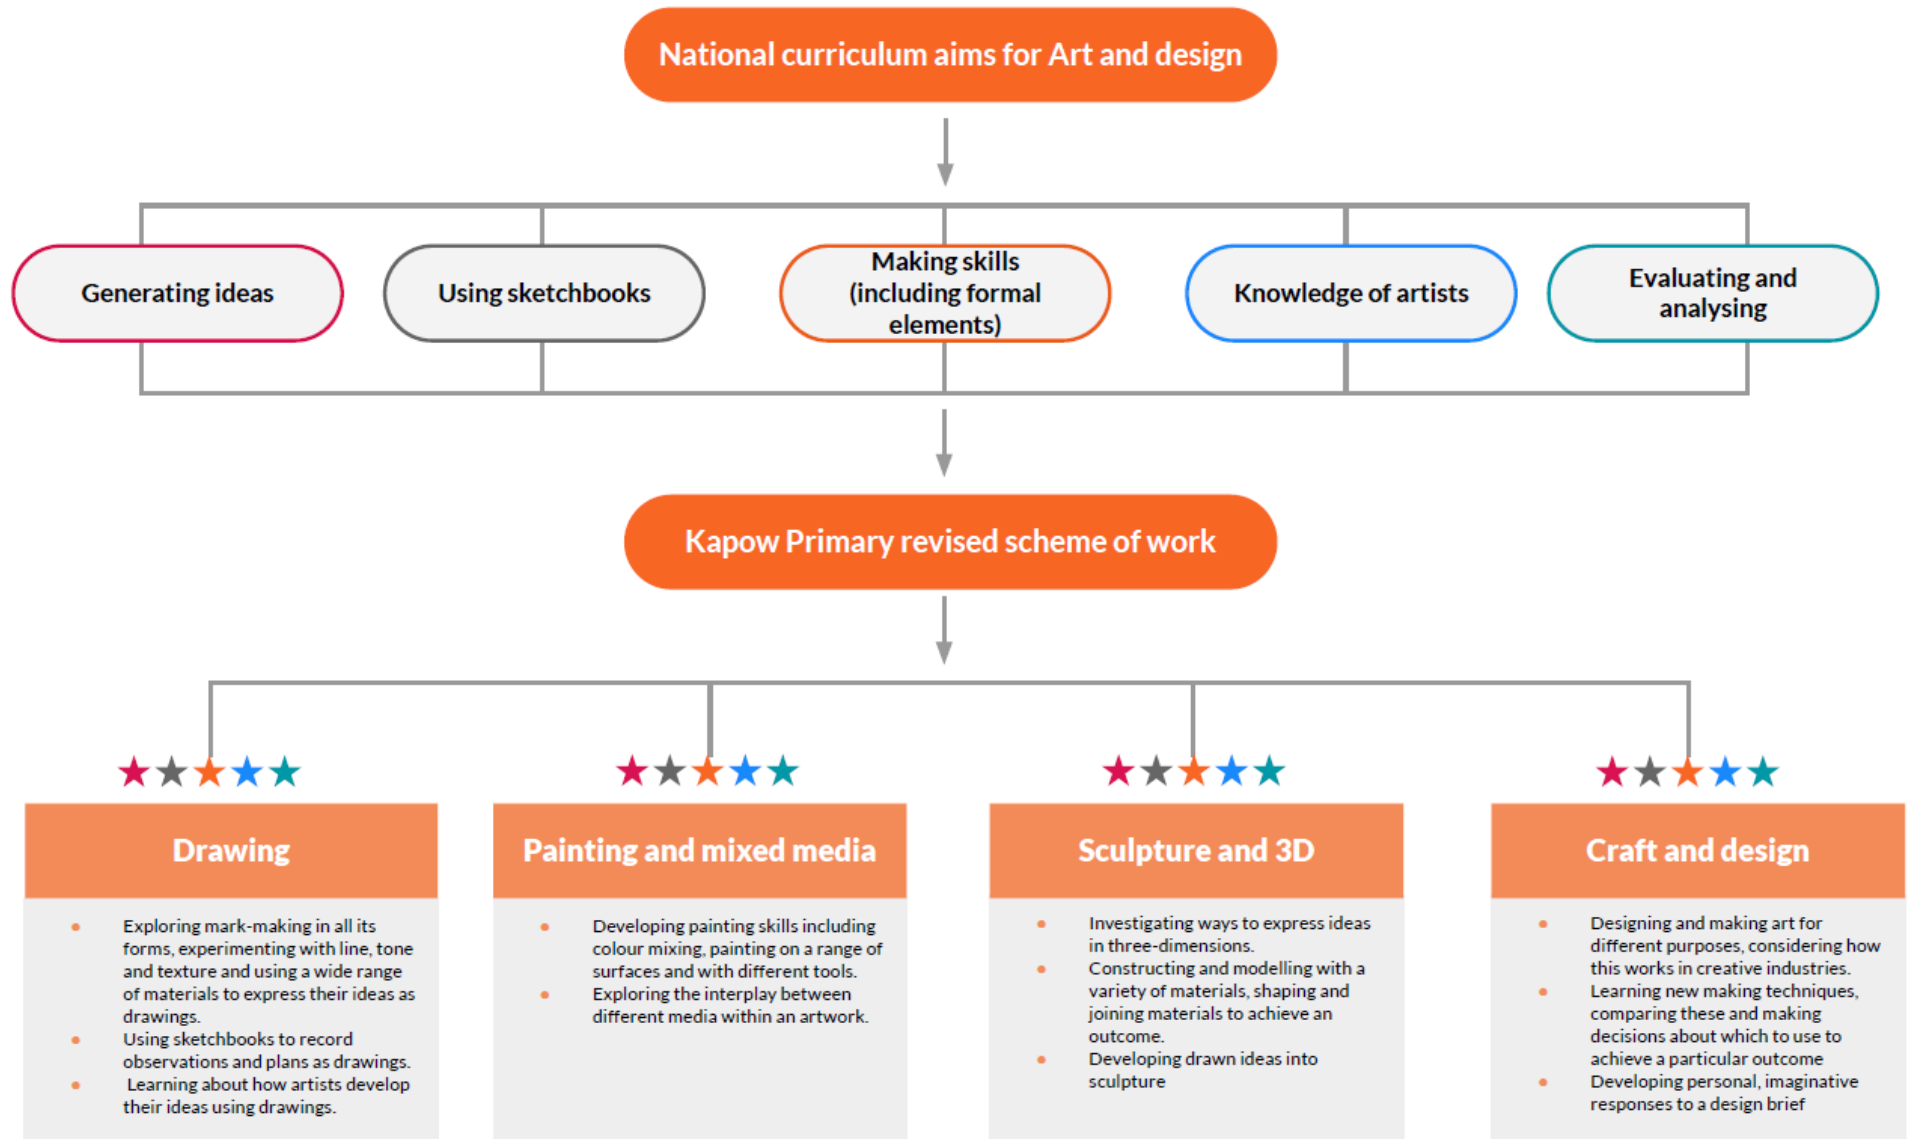 National curriculum aims for Art and design
Generating ideas
Using sketchbooks
Making skills
(including formal
elements)
Knowledge of artists
Evaluating and
analysing
Kapow Primary revised scheme of work
Drawing
• Exploring mark-making in all its
forms, experimenting with line, tone
and texture and using a wide range
of materials to express their ideas as
drawings.
• Using sketchbooks to record
observations and plans as drawings.
• Learning about how artists develop
their ideas using drawings.
Painting and mixed media
• Developing painting skills including
colour mixing, painting on a range of
surfaces and with different tools.
• Exploring the interplay between
different media within an artwork.
Sculpture and 3D
• Investigating ways to express ideas
in three-dimensions.
• Constructing and modelling with a
variety of materials, shaping and
joining materials to achieve an
outcome.
• Developing drawn ideas into
sculpture
Craft and design
• Designing and making art for
different purposes, considering how
this works in creative industries.
• Learning new making techniques,
comparing these and making
decisions about which to use to
achieve a particular outcome
• Developing personal, imaginative
responses to a design brief